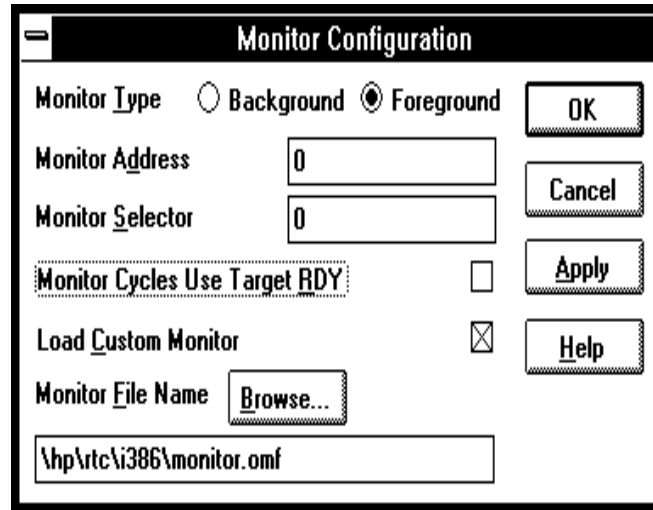 Monitor Configuration
Monitor Type Background Foreground
OK
Monitor Address 0
Cancel
Monitor Selector 0
Monitor Cycles Use Target RDY
Apply
Load Custom Monitor
Help
Monitor File Name Browse...
\hp\rtc\i386\monitor.omf